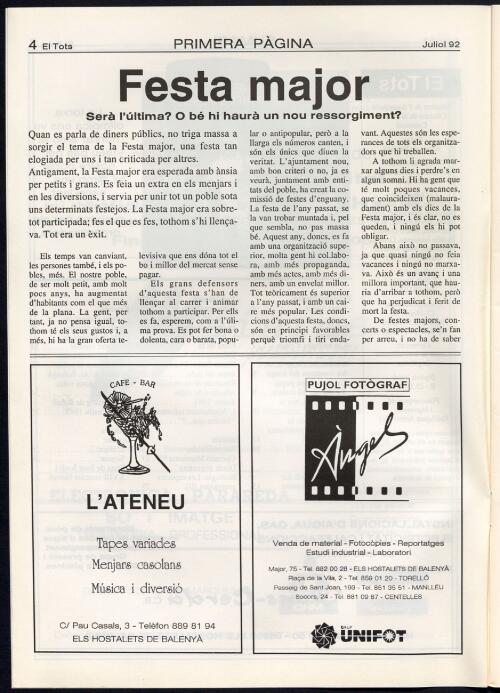 4 El Tots
PRIMERA PÀGINA
Juliol 92
Festa major
Serà l'última? O bé hi haurà un nou ressorgiment?
Quan es parla de diners públics, no triga massa a
sorgir el tema de la Festa major, una festa tan
elogiada per uns i tan criticada per altres.
Antigament, la Festa major era esperada amb ànsia
per petits i grans. Es feia un extra en els menjars i
en les diversions, i servia per unir tot un poble sota
uns determinats festejos. La Festa major era sobre-
tot participada; fes el que es fes, tothom s'hi llença-
va. Tot era un èxit.
Els temps van canviant,
les persones també, i els po-
bles, més. El nostre poble,
de ser molt petit, amb molt
pocs anys, ha augmentat
d'habitants com el que més
de la plana. La gent, per
tant, ja no pensa igual, to-
thom té els seus gustos i, a
més, hi ha la gran oferta te-
levisiva que ens dóna tot el
bo i millor del mercat sense
pagar.
Els grans defensors
d'aquesta festa s'han de
llençar al carrer i animar
tothom a participar. Per ells
es fa, esperem, com a l'úl-
ma prova. Es pot fer bona o
dolenta, cara o barata, popu-
lar o antipopular, però a la
llarga els números canten, i
són els únics que diuen la
veritat. L'ajuntament nou,
amb bon criteri o no, ja es
veurà, juntament amb enti-
tats del poble, ha creat la co-
missió de festes d'enguany.
La festa de l'any passat, se
la van trobar muntada i, pel
que sembla, no pas massa
bé. Aquest any, doncs, es fa
amb una organització supe-
rior, molta gent hi col.labo-
ra, amb més propaganda,
amb més actes, amb més di-
ners, amb un envelat millor.
Tot teòricament és superior
a l'any passat, i amb un cai-
re més popular. Les condi-
cions d'aquesta festa, doncs,
són en principi favorables
perquè triomfi i tiri enda-
vant. Aquestes són les espe-
rances de tots els organitza-
dors que hi treballen.
A tothom li agrada mar-
xar alguns dies i perdre's en
algun somni. Hi ha gent que
té molt poques vacances,
que coincideixen (malaura-
dament) amb els dies de la
Festa major, i és clar, no es
queden, i ningú els hi pot
obligar.
Abans això no passava,
ja que quasi ningú no feia
vacances i ningú no marxa-
va. Això és un avanç i una
millora important, que hau-
ria d'arribar a tothom, però
que ha perjudicat i ferit de
mort la festa.
De festes majors, con-
certs o espectacles, se'n fan
per arreu, i no ha de saber
CAFE - BAR
L'ATENEU
Tapes variades
Menjars casolans
Música i diversió
C/ Pau Casals, 3 - Telèfon 889 81 94
ELS HOSTALETS DE BALENYÀ
PUJOL FOTÒGRAF
Àngel
Venda de material - Fotocòpies - Reportatges
Estudi industrial - Laboratori
Major, 75 - Tel. 882 00 28 - ELS HOSTALETS DE BALENYÀ
Plaça de la Vila, 2 - Tel. 859 01 20 - TORELLÓ
Passeig de Sant Joan, 193 - Tel. 851 35 51 - MANLLEU
Socors, 24 - Tel. 881 09 87 - CENTELLES
GRUP
UNIFOT